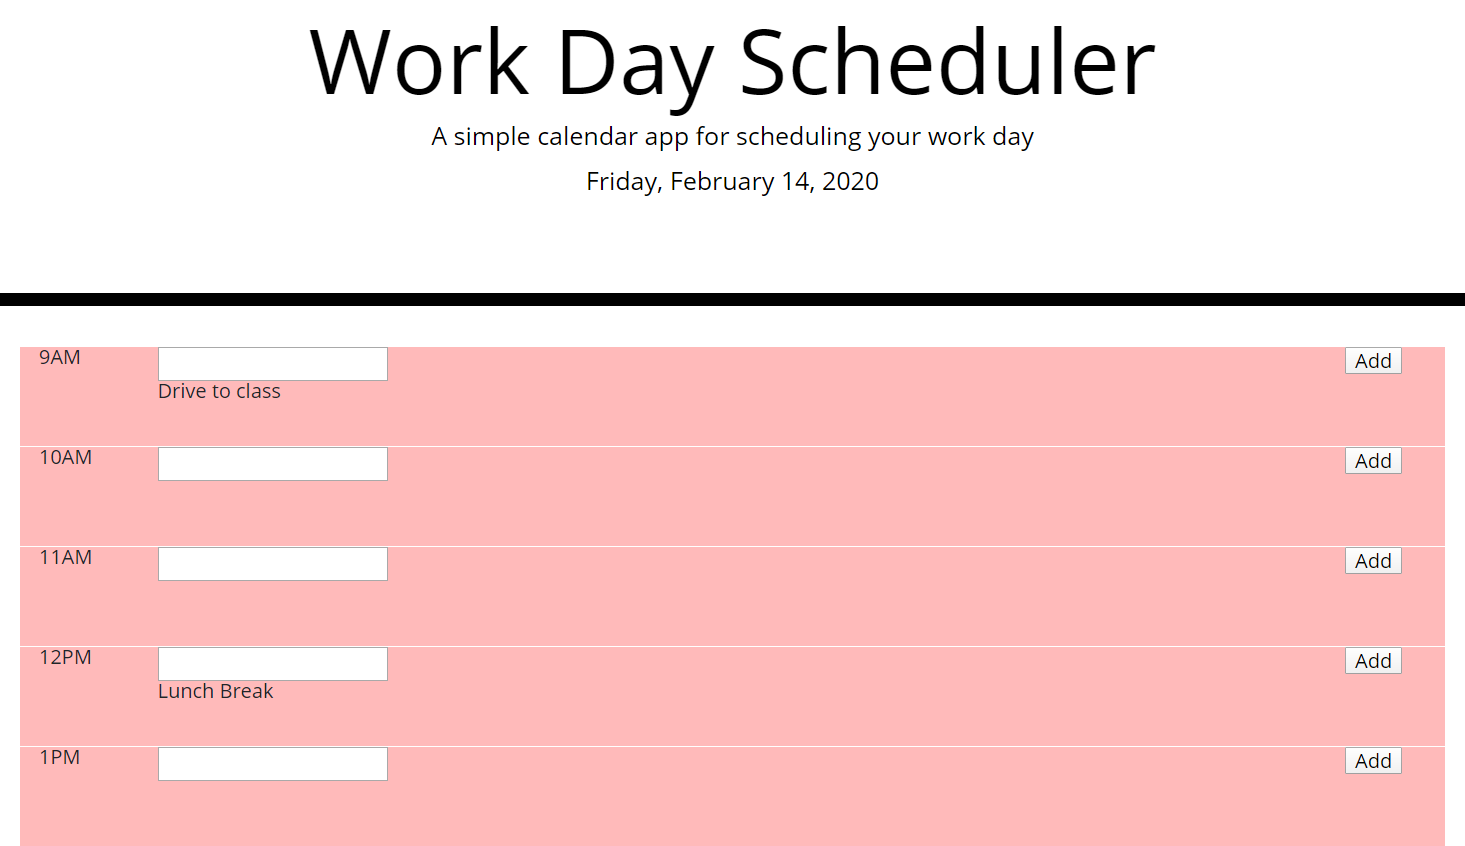 Work Day Scheduler
A simple calendar app for scheduling your work day
Friday, February 14, 2020
9AM Add
Drive to class
10AM Add
11AM Add
12PM Add
Lunch Break
1PM Add